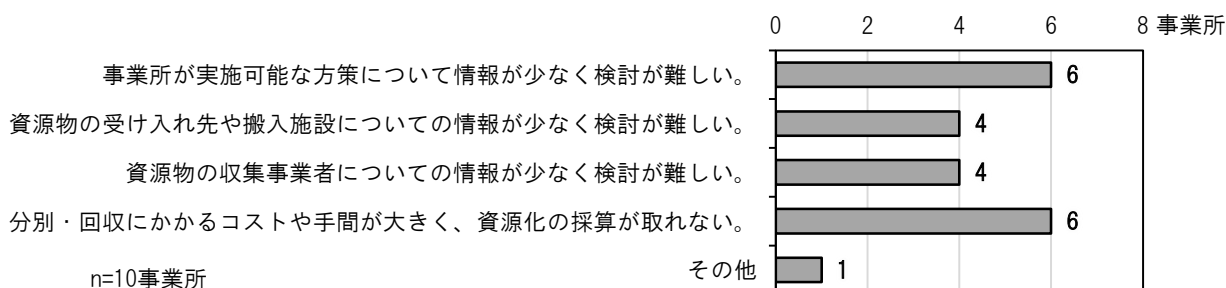 0 2 4 6 8 事業所
事業所が実施可能な方策について情報が少なく検討が難しい。 6
資源物の受け入れ先や搬入施設についての情報が少なく検討が難しい。 4
資源物の収集事業者についての情報が少なく検討が難しい。 4
分別・回収にかかるコストや手間が大きく、資源化の採算が取れない。 6
その他 1
n=10事業所